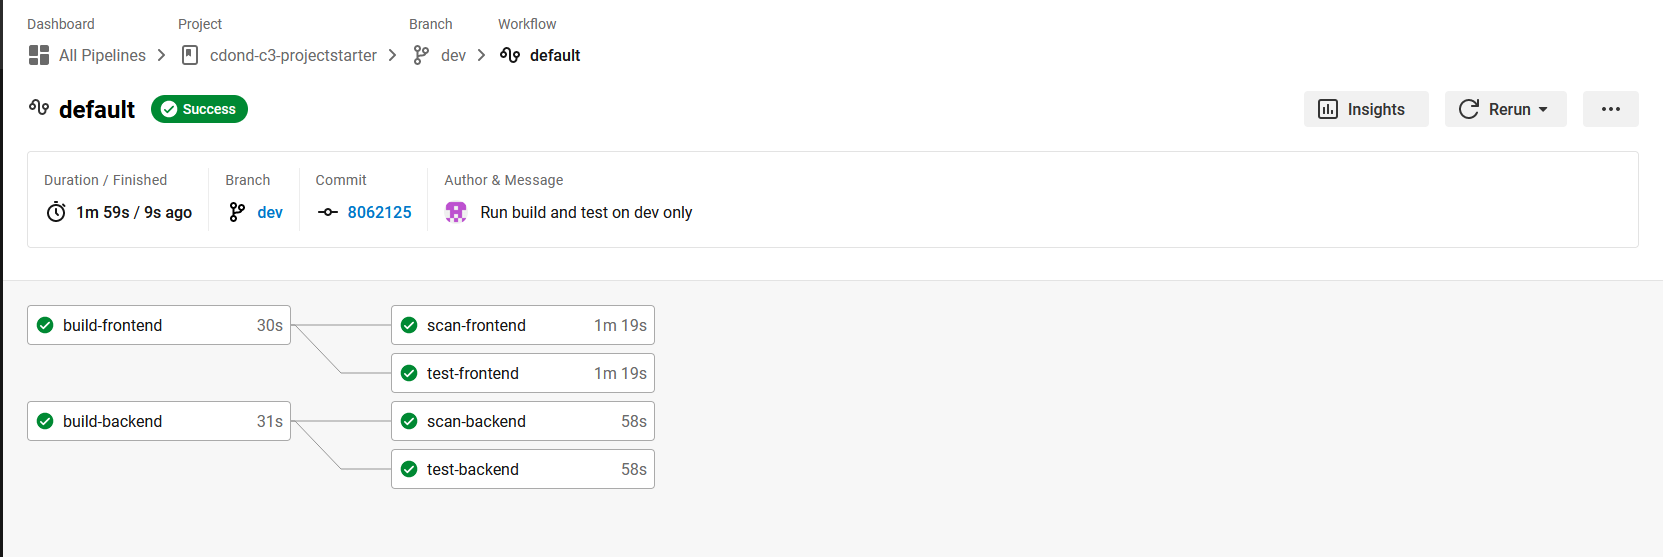 Dashboard Project Branch Workflow
All Pipelines cdond-c3-projectstarter dev default
default Success Insights Rerun
Duration / Finished Branch Commit Author & Message
1m 59s / 9s ago dev 8062125 Run build and test on dev only
build-frontend 30s scan-frontend 1m 19s
test-frontend 1m 19s
build-backend 31s scan-backend 58s
test-backend 58s